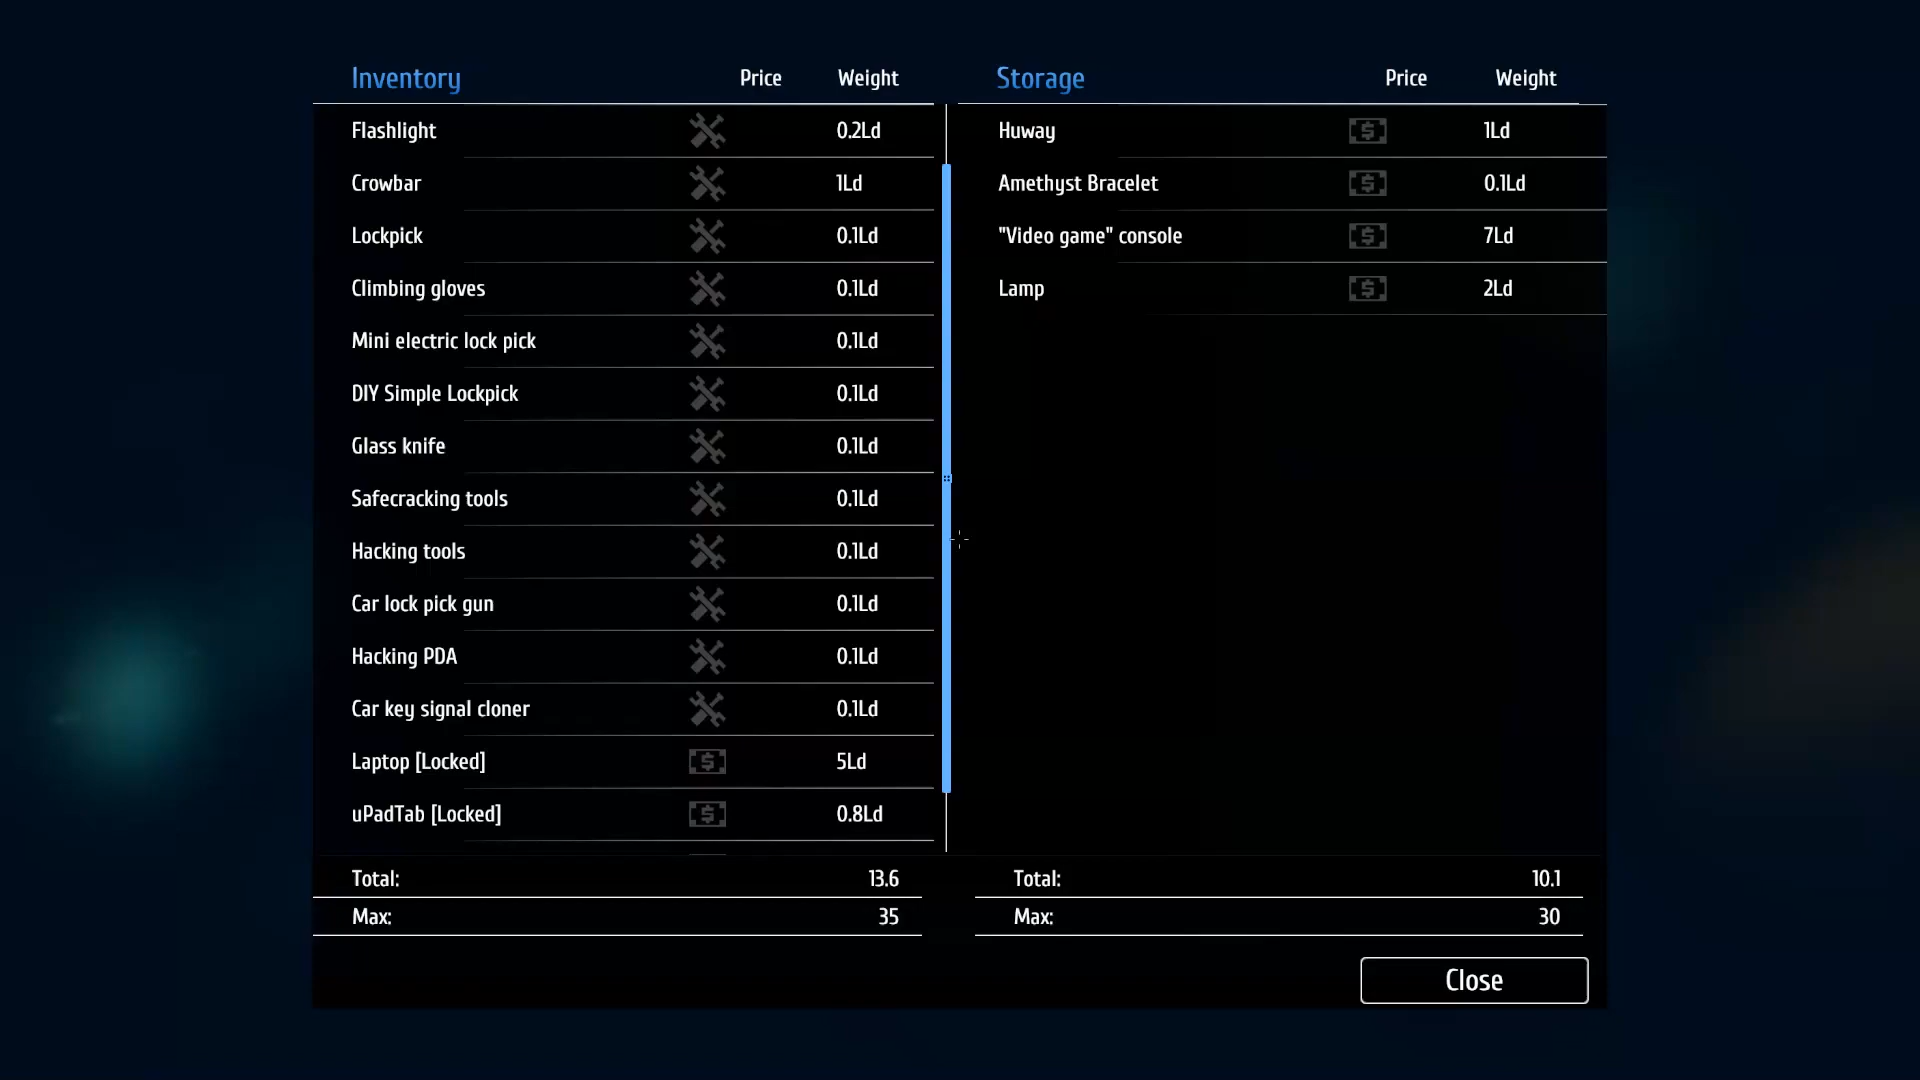 Inventory Price Weight
Flashlight 0.2Ld
Crowbar 1Ld
Lockpick 0.1Ld
Climbing gloves 0.1Ld
Mini electric lock pick 0.1Ld
DIY Simple Lockpick 0.1Ld
Glass knife 0.1Ld
Safecracking tools 0.1Ld
Hacking tools 0.1Ld
Car lock pick gun 0.1Ld
Hacking PDA 0.1Ld
Car key signal cloner 0.1Ld
Laptop [Locked] 5Ld
uPadTab [Locked] 0.8Ld
Total: 13.6
Max: 35
Storage Price Weight
Huway 1Ld
Amethyst Bracelet 0.1Ld
"Video game" console 7Ld
Lamp 2Ld
Total: 10.1
Max: 30
Close